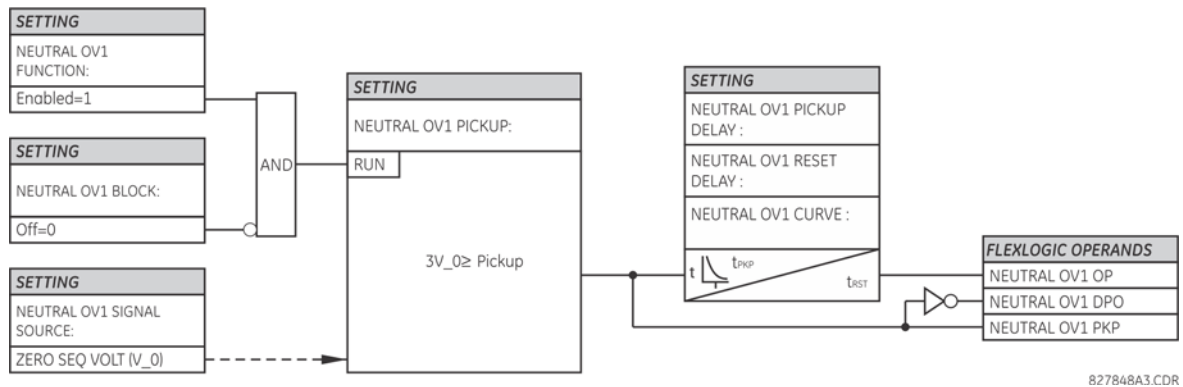 SETTING
NEUTRAL OV1
FUNCTION:
Enabled=1
SETTING
NEUTRAL OV1 BLOCK:
Off=0
SETTING
NEUTRAL OV1 SIGNAL
SOURCE:
ZERO SEQ VOLT (V_0)
AND
SETTING
NEUTRAL OV1 PICKUP:
RUN
3V_0≥ Pickup
SETTING
NEUTRAL OV1 PICKUP
DELAY :
NEUTRAL OV1 RESET
DELAY :
NEUTRAL OV1 CURVE :
t
tPKP
tRST
FLEXLOGIC OPERANDS
NEUTRAL OV1 OP
NEUTRAL OV1 DPO
NEUTRAL OV1 PKP
827848A3.CDR